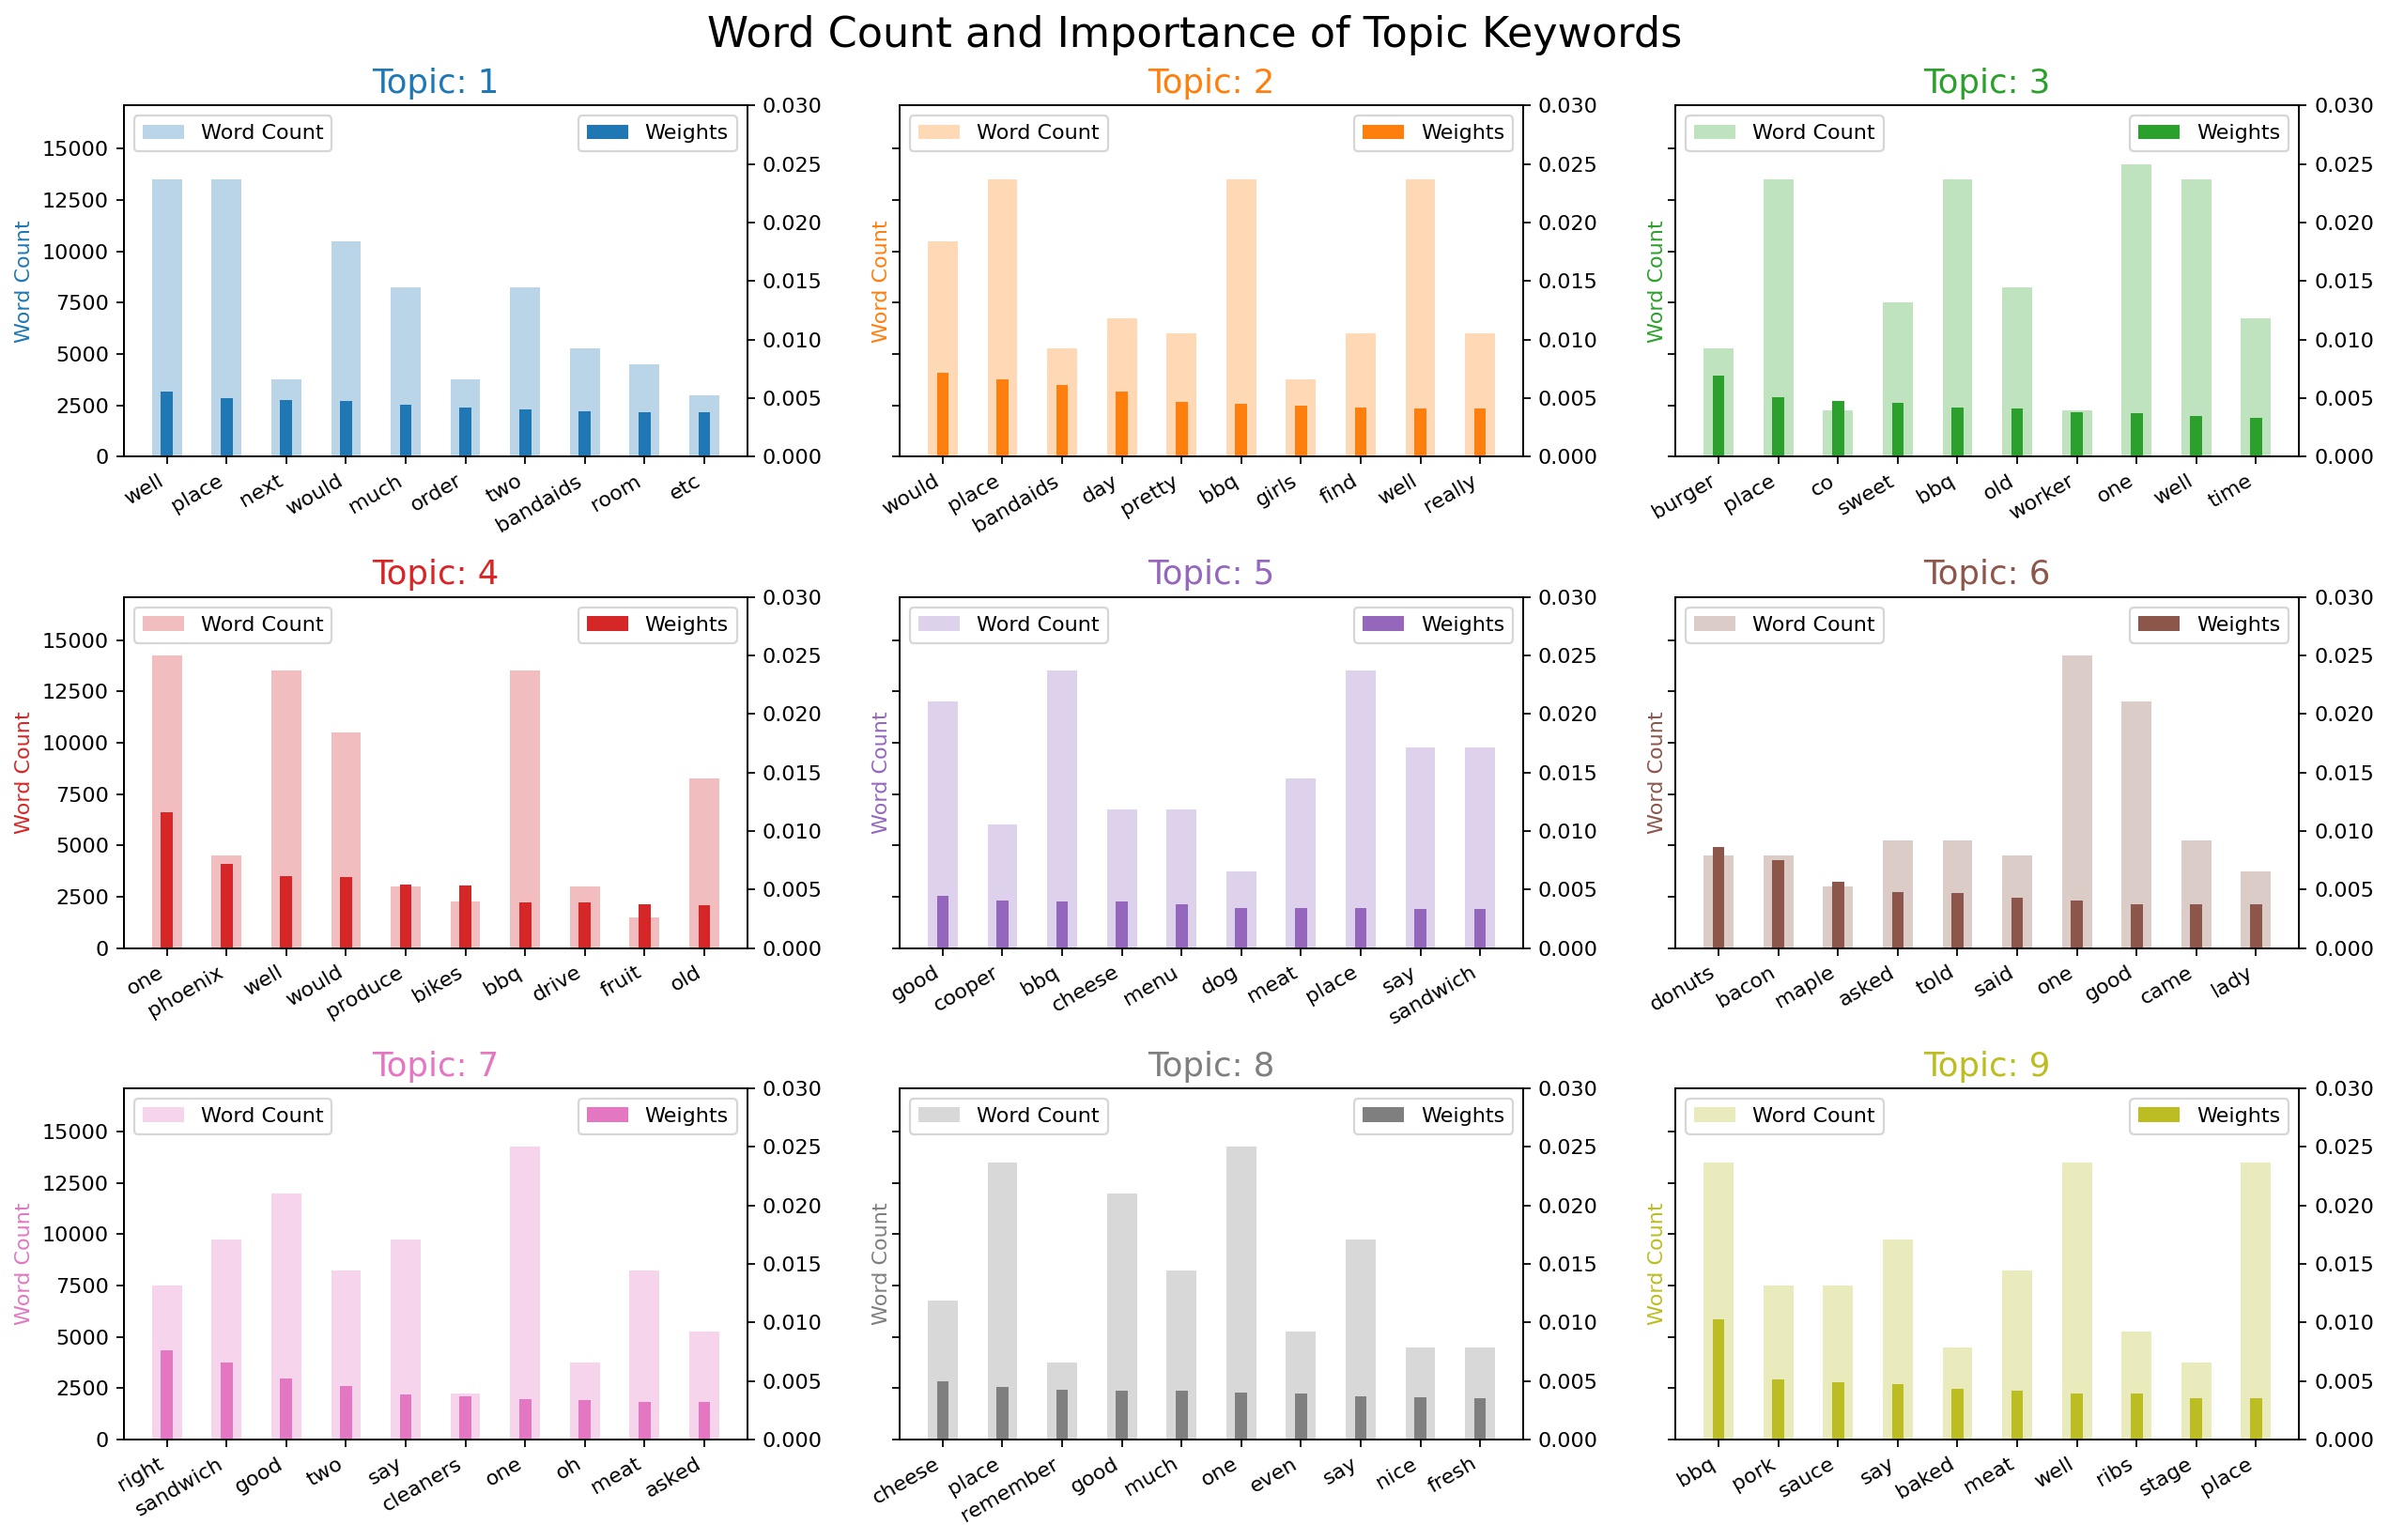 Word Count and Importance of Topic Keywords
Topic: 1
Word Count
Weights
Word Count
15000
12500
10000
7500
5000
2500
0
0.030
0.025
0.020
0.015
0.010
0.005
0.000
well place next would much order two bandaids room etc
Topic: 2
Word Count
Weights
Word Count
0.030
0.025
0.020
0.015
0.010
0.005
0.000
would place bandaids day pretty bbq girls find well really
Topic: 3
Word Count
Weights
Word Count
0.030
0.025
0.020
0.015
0.010
0.005
0.000
burger place co sweet bbq old worker one well time
Topic: 4
Word Count
Weights
Word Count
15000
12500
10000
7500
5000
2500
0
0.030
0.025
0.020
0.015
0.010
0.005
0.000
one phoenix well would produce bikes bbq drive fruit old
Topic: 5
Word Count
Weights
Word Count
0.030
0.025
0.020
0.015
0.010
0.005
0.000
good cooper bbq cheese menu dog meat place say sandwich
Topic: 6
Word Count
Weights
Word Count
0.030
0.025
0.020
0.015
0.010
0.005
0.000
donuts bacon maple asked told said one good came lady
Topic: 7
Word Count
Weights
Word Count
15000
12500
10000
7500
5000
2500
0
0.030
0.025
0.020
0.015
0.010
0.005
0.000
right sandwich good two say cleaners one oh meat asked
Topic: 8
Word Count
Weights
Word Count
0.030
0.025
0.020
0.015
0.010
0.005
0.000
cheese place remember good much one even say nice fresh
Topic: 9
Word Count
Weights
Word Count
0.030
0.025
0.020
0.015
0.010
0.005
0.000
bbq pork sauce say baked meat well ribs stage place